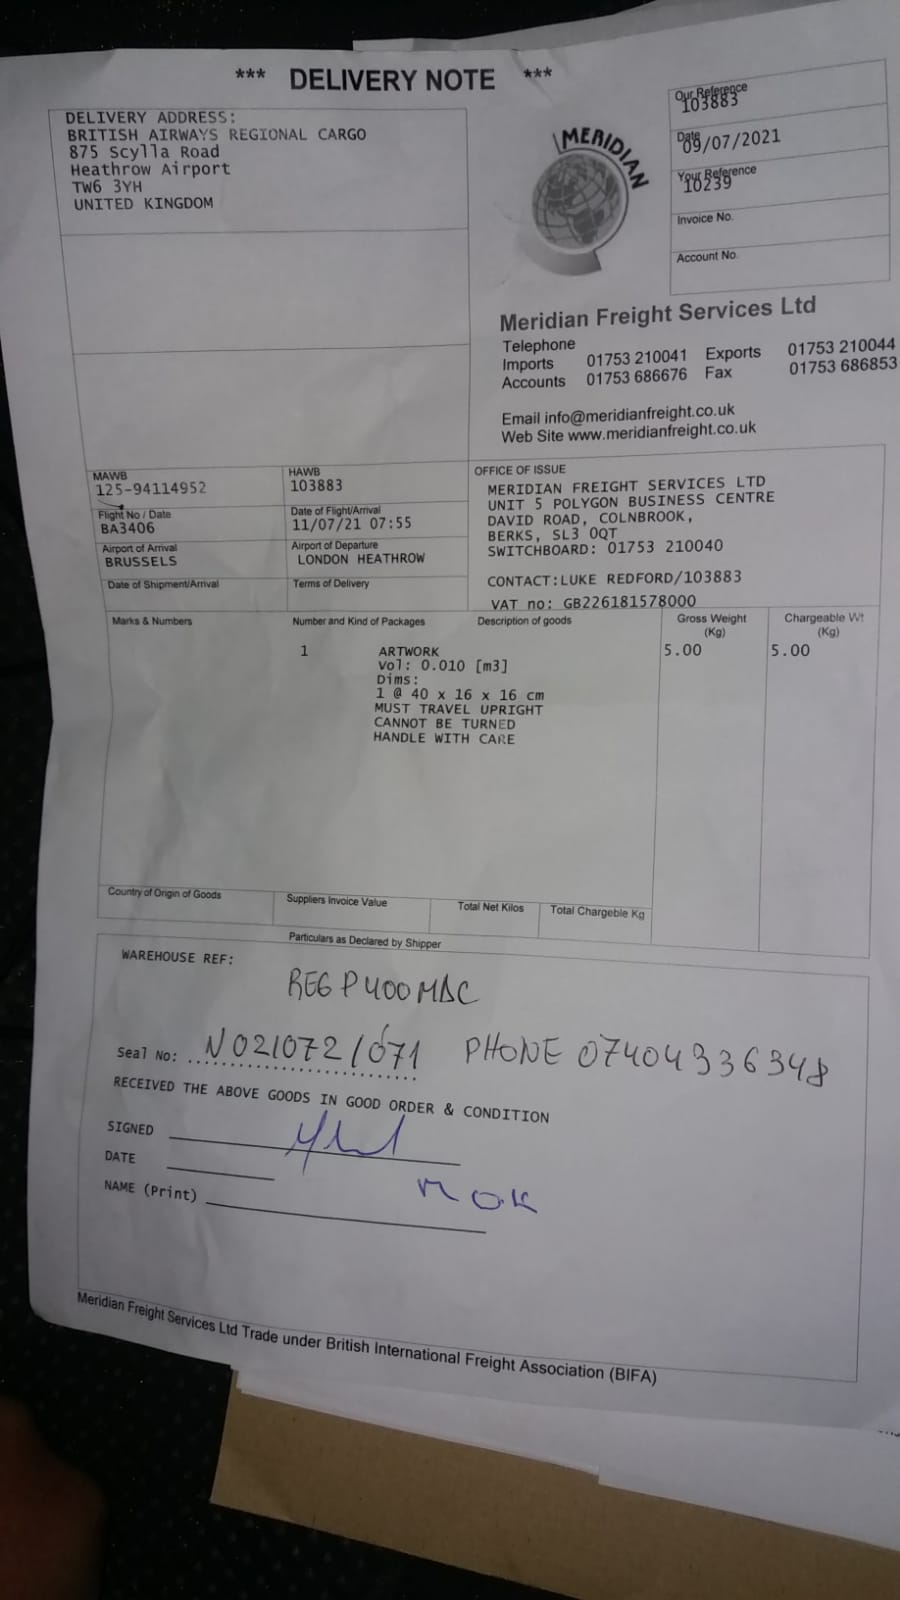 *** DELIVERY NOTE ***
DELIVERY ADDRESS:
BRITISH AIRWAYS REGIONAL CARGO
875 Scylla Road
Heathrow Airport
TW6 3YH
UNITED KINGDOM
MERIDIAN
Our Reference
103883
Date
09/07/2021
Your Reference
10239
Invoice No.
Account No.
Meridian Freight Services Ltd
Telephone
Imports 01753 210041 Exports 01753 210044
Accounts 01753 686676 Fax 01753 686853
Email info@meridianfreight.co.uk
Web Site www.meridianfreight.co.uk
MAWB
125-94114952
HAWB
103883
Flight No / Date
BA3406
Date of Flight/Arrival
11/07/21 07:55
Airport of Arrival
BRUSSELS
Airport of Departure
LONDON HEATHROW
Date of Shipment/Arrival
Terms of Delivery
OFFICE OF ISSUE
MERIDIAN FREIGHT SERVICES LTD
UNIT 5 POLYGON BUSINESS CENTRE
DAVID ROAD, COLNBROOK,
BERKS, SL3 0QT
SWITCHBOARD: 01753 210040
CONTACT:LUKE REDFORD/103883
VAT no: GB226181578000
Marks & Numbers
Number and Kind of Packages
Description of goods
Gross Weight
(Kg)
Chargeable Wt
(Kg)
1 ARTWORK 5.00 5.00
Vol: 0.010 [m3]
Dims:
1 @ 40 x 16 x 16 cm
MUST TRAVEL UPRIGHT
CANNOT BE TURNED
HANDLE WITH CARE
Country of Origin of Goods
Suppliers Invoice Value
Total Net Kilos
Total Chargeble Kg
Particulars as Declared by Shipper
WAREHOUSE REF:
REG P400MDC
Seal No: N021072/071 PHONE 07404336348
RECEIVED THE ABOVE GOODS IN GOOD ORDER & CONDITION
SIGNED
DATE
NAME (Print)
Meridian Freight Services Ltd Trade under British International Freight Association (BIFA)